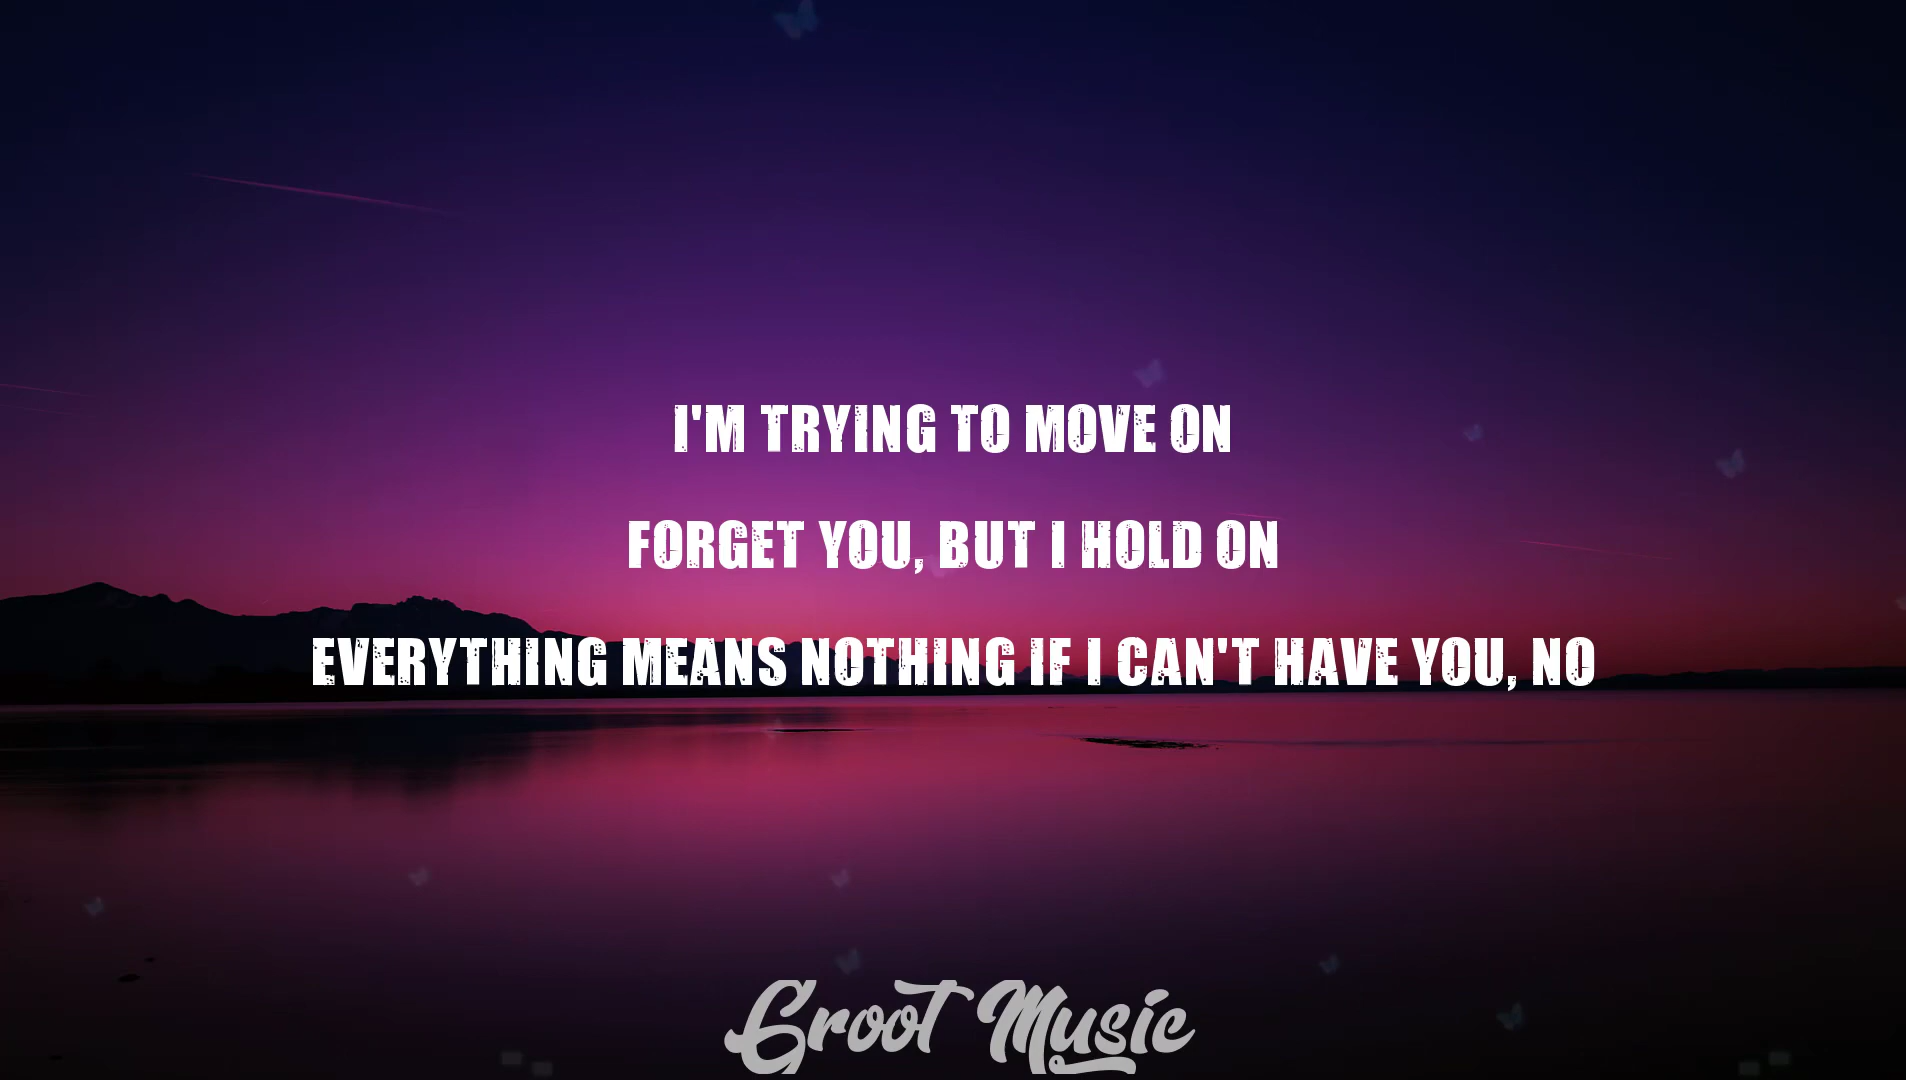 I'M TRYING TO MOVE ON
FORGET YOU, BUT I HOLD ON
EVERYTHING MEANS NOTHING IF I CAN'T HAVE YOU, NO
Groot Music